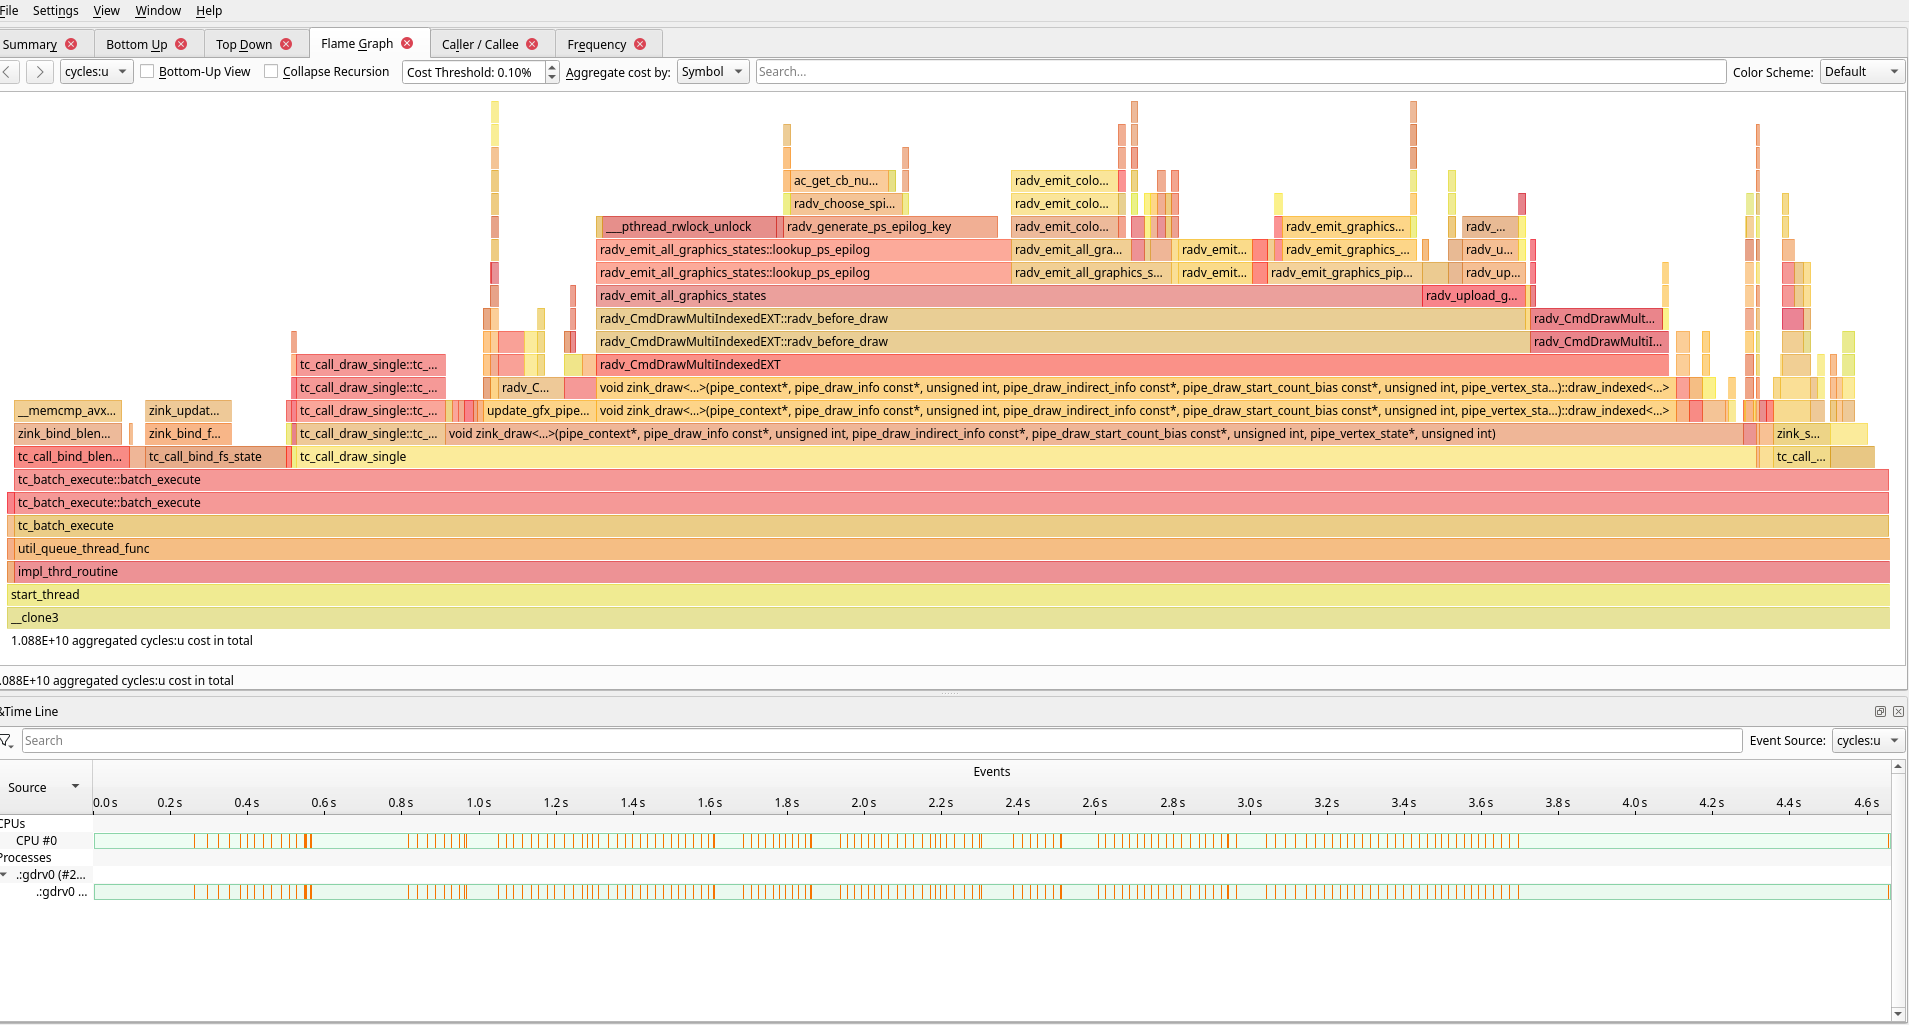 File Settings View Window Help
Summary Bottom Up Top Down Flame Graph Caller / Callee Frequency
cycles:u Bottom-Up View Collapse Recursion Cost Threshold: 0.10% Aggregate cost by: Symbol Search... Color Scheme: Default
ac_get_cb_nu... radv_emit_colo...
radv_choose_spi... radv_emit_colo...
___pthread_rwlock_unlock radv_generate_ps_epilog_key radv_emit_colo... radv_emit_graphics... radv_...
radv_emit_all_graphics_states::lookup_ps_epilog radv_emit_all_gra... radv_emit... radv_emit_graphics_... radv_u...
radv_emit_all_graphics_states::lookup_ps_epilog radv_emit_all_graphics_s... radv_emit... radv_emit_graphics_pip... radv_up...
radv_emit_all_graphics_states radv_upload_g...
radv_CmdDrawMultiIndexedEXT::radv_before_draw radv_CmdDrawMult...
radv_CmdDrawMultiIndexedEXT::radv_before_draw radv_CmdDrawMultiI...
tc_call_draw_single::tc_... radv_CmdDrawMultiIndexedEXT
tc_call_draw_single::tc_... radv_C... void zink_draw<...>(pipe_context*, pipe_draw_info const*, unsigned int, pipe_draw_indirect_info const*, pipe_draw_start_count_bias const*, unsigned int, pipe_vertex_sta...)::draw_indexed<...>
__memcmp_avx... zink_updat... tc_call_draw_single::tc_... update_gfx_pipe... void zink_draw<...>(pipe_context*, pipe_draw_info const*, unsigned int, pipe_draw_indirect_info const*, pipe_draw_start_count_bias const*, unsigned int, pipe_vertex_sta...)::draw_indexed<...>
zink_bind_blen... zink_bind_f... tc_call_draw_single::tc_... void zink_draw<...>(pipe_context*, pipe_draw_info const*, unsigned int, pipe_draw_indirect_info const*, pipe_draw_start_count_bias const*, unsigned int, pipe_vertex_state*, unsigned int) zink_s...
tc_call_bind_blen... tc_call_bind_fs_state tc_call_draw_single tc_call_...
tc_batch_execute::batch_execute
tc_batch_execute::batch_execute
tc_batch_execute
util_queue_thread_func
impl_thrd_routine
start_thread
__clone3
1.088E+10 aggregated cycles:u cost in total
.088E+10 aggregated cycles:u cost in total
&Time Line
Search Event Source: cycles:u
Source Events
0.0 s 0.2 s 0.4 s 0.6 s 0.8 s 1.0 s 1.2 s 1.4 s 1.6 s 1.8 s 2.0 s 2.2 s 2.4 s 2.6 s 2.8 s 3.0 s 3.2 s 3.4 s 3.6 s 3.8 s 4.0 s 4.2 s 4.4 s 4.6 s
CPUs
CPU #0
Processes
.:gdrv0 (#2...
.:gdrv0 ...